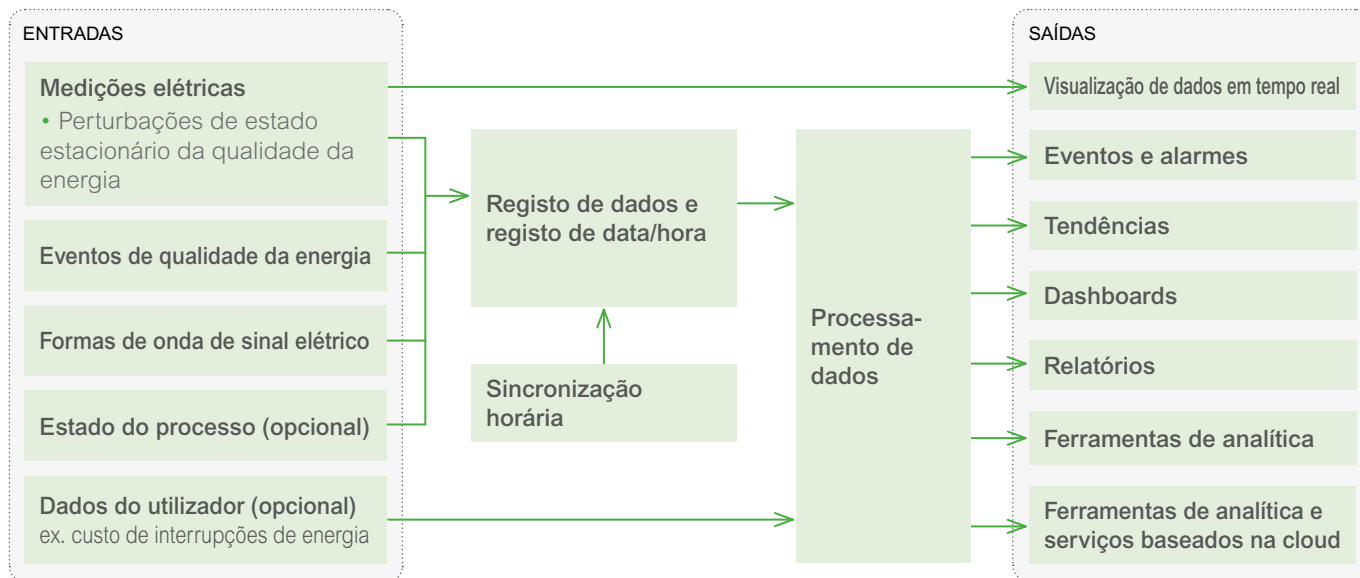 ENTRADAS
Medições elétricas
• Perturbações de estado
estacionário da qualidade da
energia
Eventos de qualidade da energia
Formas de onda de sinal elétrico
Estado do processo (opcional)
Dados do utilizador (opcional)
ex. custo de interrupções de energia
Registo de dados e
registo de data/hora
Sincronização
horária
Processa-
mento de
dados
SAÍDAS
Visualização de dados em tempo real
Eventos e alarmes
Tendências
Dashboards
Relatórios
Ferramentas de analítica
Ferramentas de analítica e
serviços baseados na cloud